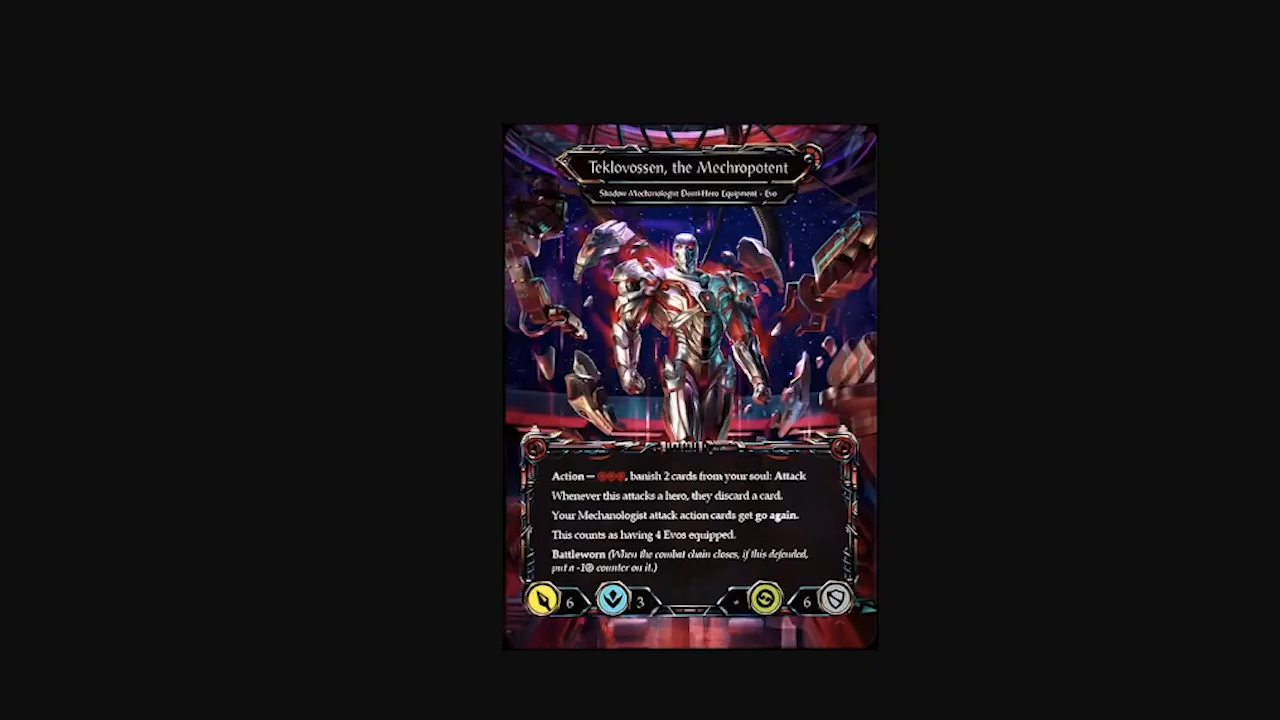 Teklovossen, the Mechropotent
Shadow Mechanologist Demi-Hero Equipment - Evo
Action — , banish 2 cards from your soul: Attack
Whenever this attacks a hero, they discard a card.
Your Mechanologist attack action cards get go again.
This counts as having 4 Evos equipped.
Battleworn (When the combat chain closes, if this defended,
put a -1 counter on it.)
6 3 * 6